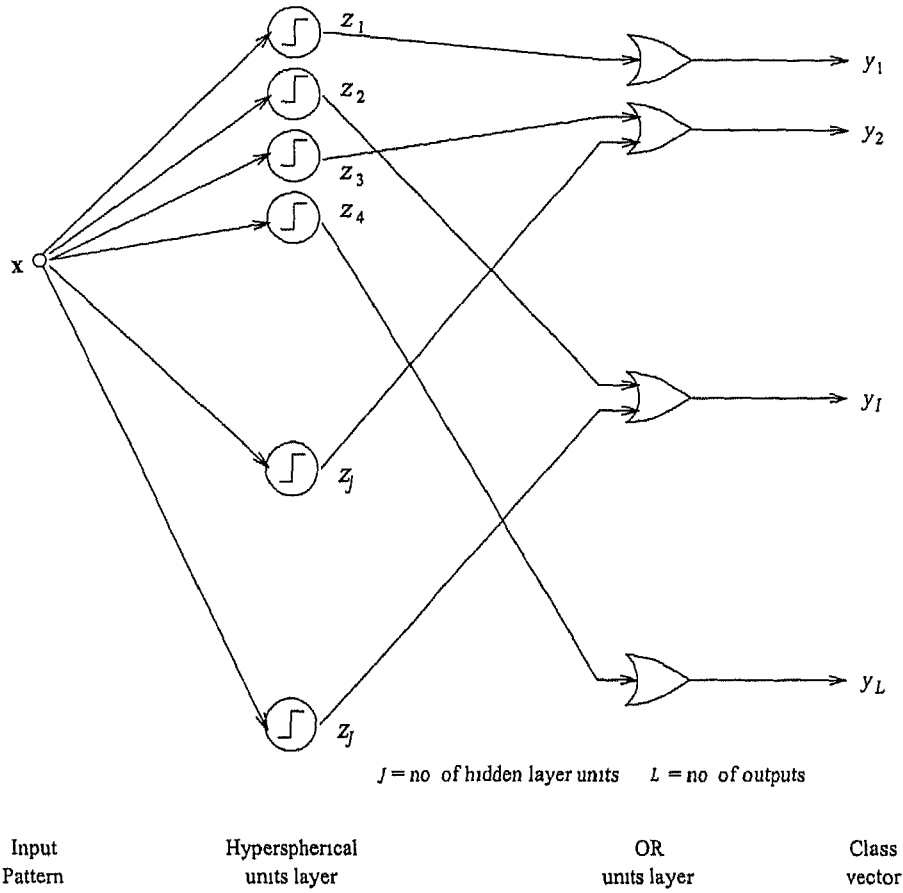 z1
y1
z2
y2
z3
z4
x
yI
zJ
yL
zJ
J = no of hidden layer units L = no of outputs
Input Pattern
Hyperspherical units layer
OR units layer
Class vector